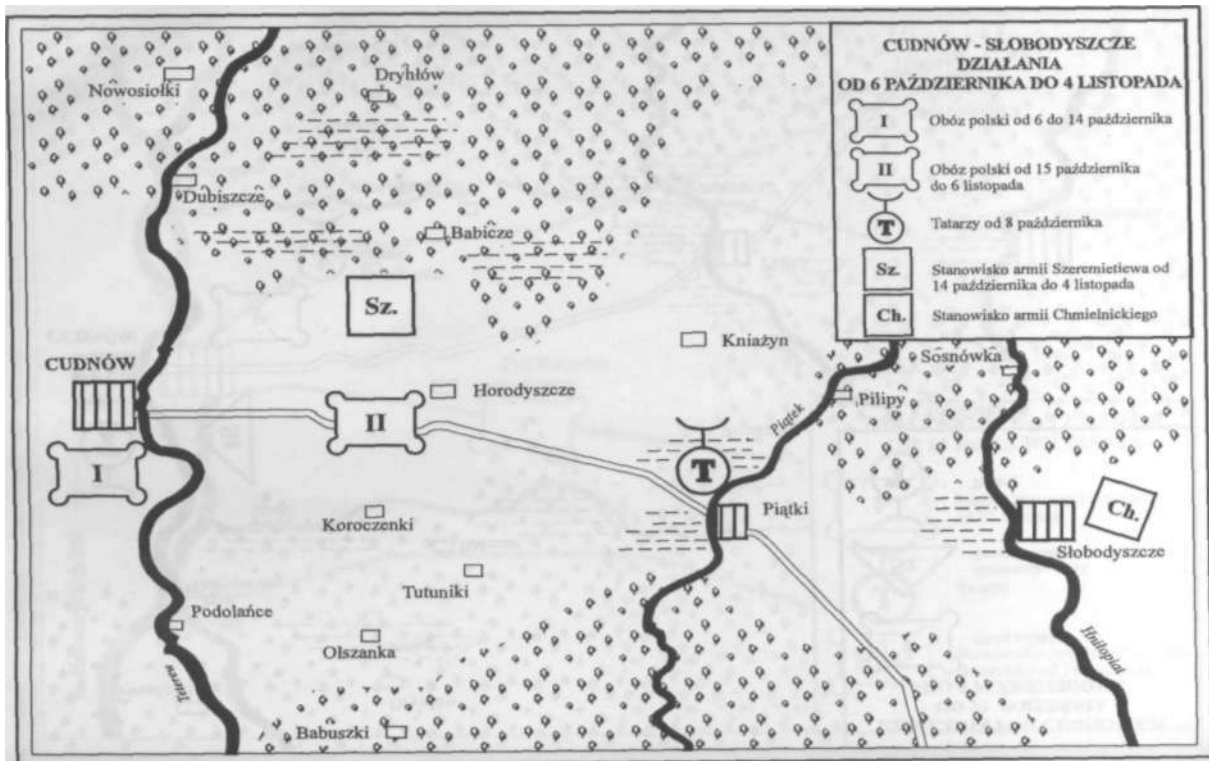 CUDNÓW - SŁOBODYSZCZE
DZIAŁANIA
OD 6 PAŹDZIERNIKA DO 4 LISTOPADA
I
Obóz polski od 6 do 14 października
II
Obóz polski od 15 października
do 6 listopada
T
Tatarzy od 8 października
Sz.
Stanowisko armii Szeremietiewa od
14 października do 4 listopada
Ch.
Stanowisko armii Chmielnickiego
Nowosiołki
Dryhłów
Dubiszcze
Babicze
Sz.
Kniażyn
Sosnówka
CUDNÓW
Horodyszcze
Pilipy
II
Piątek
I
T
Koroczenki
Piątki
Ch.
Słobodyszcze
Tutuniki
Podolańce
Olszanka
Teterew
Hniłopiat
Babuszki